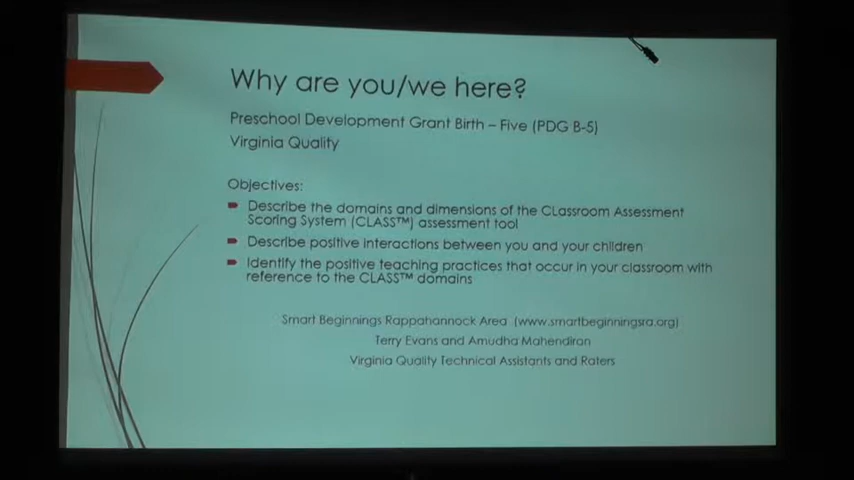 Why are you/we here?
Preschool Development Grant Birth – Five (PDG B-5)
Virginia Quality
Objectives:
Describe the domains and dimensions of the CLassroom Assessment
Scoring System (CLASS™) assessment tool
Describe positive interactions between you and your children
Identify the positive teaching practices that occur in your classroom with
reference to the CLASS™ domains
Smart Beginnings Rappahannock Area (www.smartbeginningsra.org)
Terry Evans and Amudha Mahendiran
Virginia Quality Technical Assistants and Raters